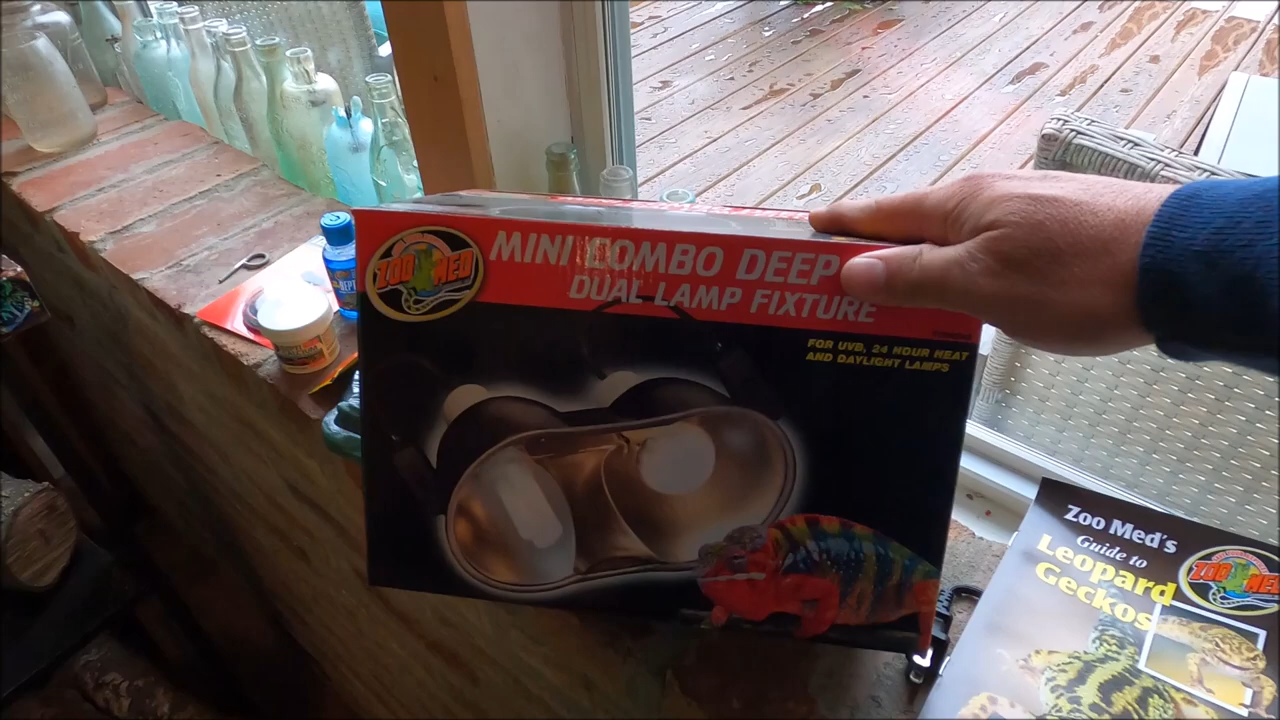 ZOO MED
MINI COMBO DEEP
DUAL LAMP FIXTURE
FOR UVB, 24 HOUR HEAT
AND DAYLIGHT LAMPS
Zoo Med's
Guide to
Leopard
Geckos
ZOO MED